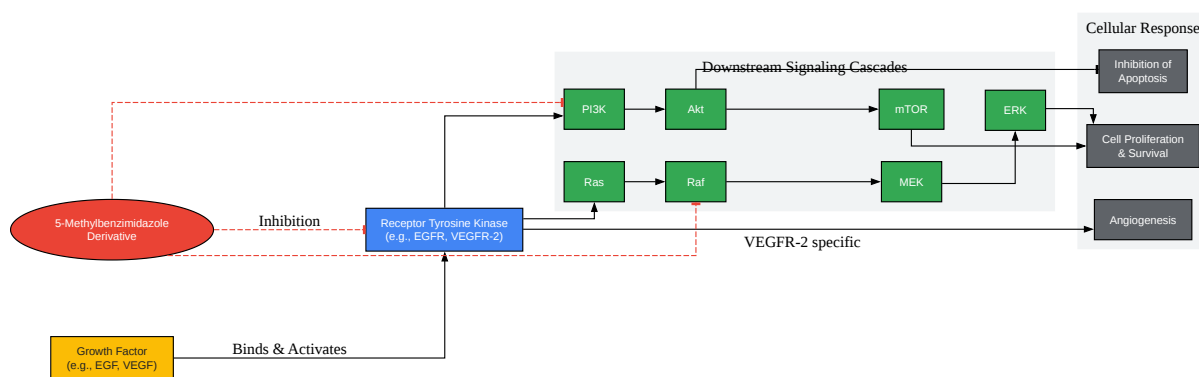 Cellular Response
Inhibition of
Apoptosis
Downstream Signaling Cascades
PI3K
Akt
mTOR
ERK
Cell Proliferation
& Survival
Ras
Raf
MEK
5-Methylbenzimidazole
Derivative
Inhibition
Receptor Tyrosine Kinase
(e.g., EGFR, VEGFR-2)
Angiogenesis
VEGFR-2 specific
Growth Factor
(e.g., EGF, VEGF)
Binds & Activates